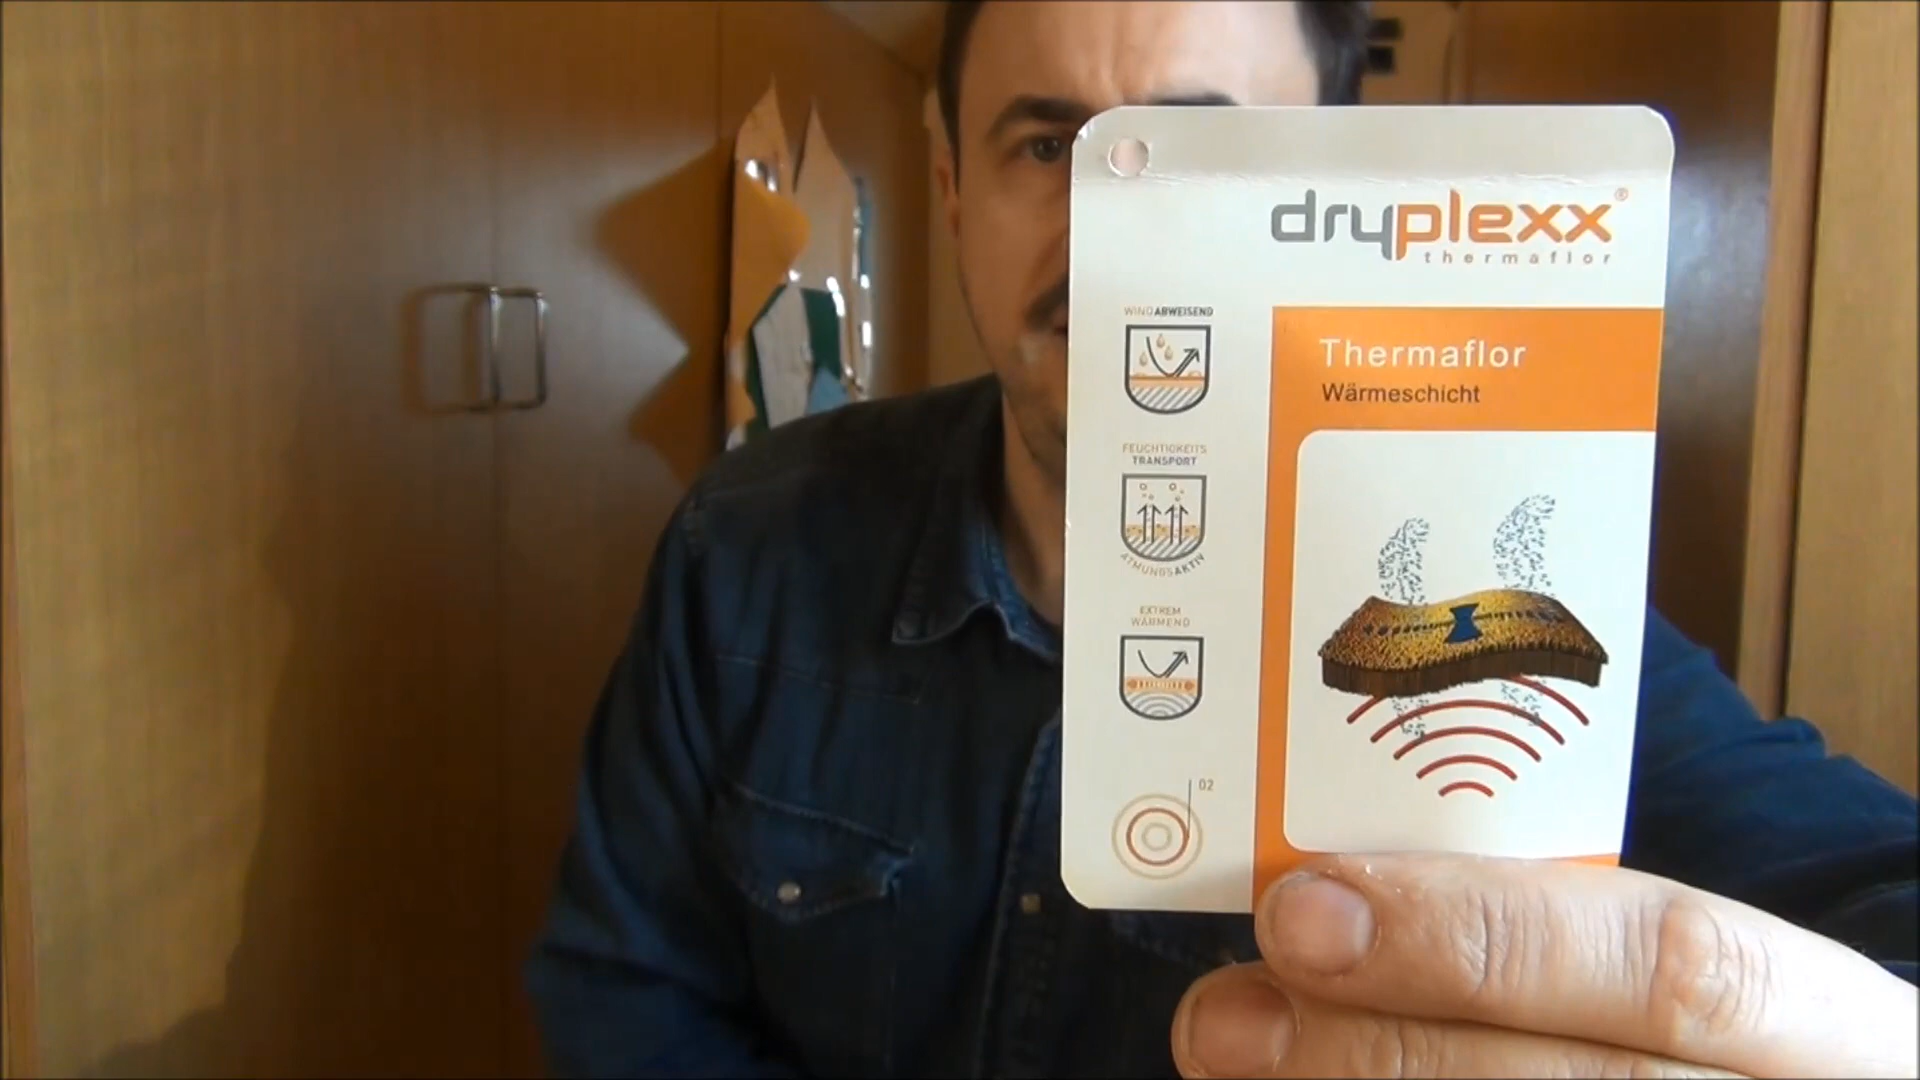 dryplexx®
thermaflor
WINDABWEISEND
Thermaflor
Wärmeschicht
FEUCHTIGKEITS
TRANSPORT
ATMUNGSAKTIV
EXTREM
WÄRMEND
02